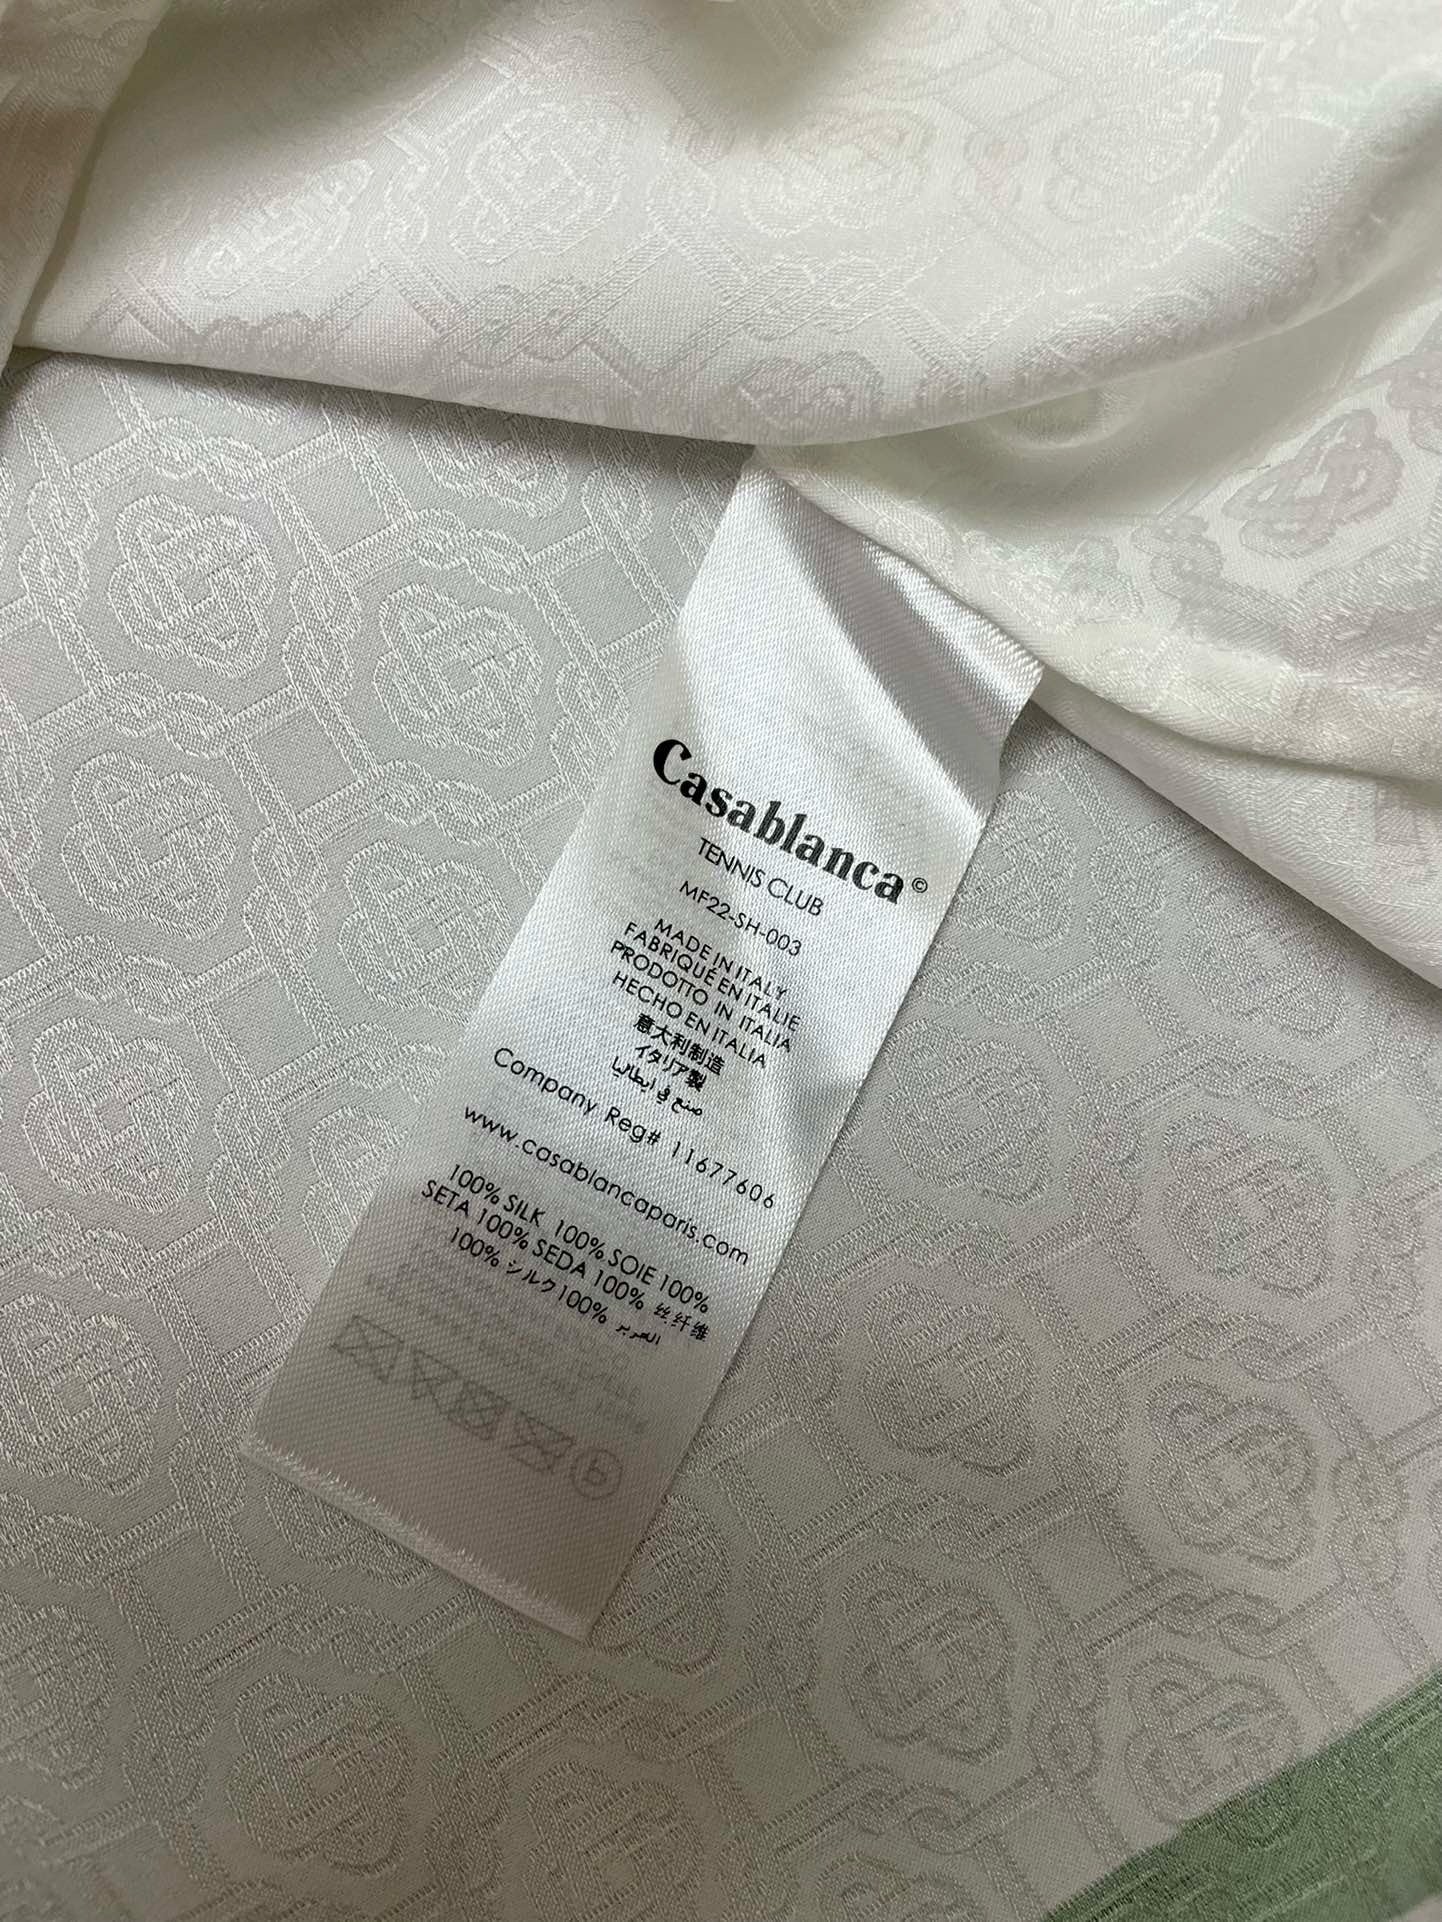 Casablanca©
TENNIS CLUB
MF22-SH-003
MADE IN ITALY
FABRIQUÉ EN ITALIE
PRODOTTO IN ITALIA
HECHO EN ITALIA
意大利制造
イタリア製
صنع في إيطاليا
Company Reg# 11677606
www.casablancaparis.com
100% SILK 100% SOIE 100%
SETA 100% SEDA 100% 丝纤维
100% シルク100% الحرير